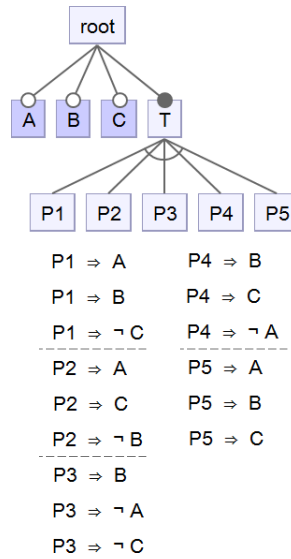 root
A B C T
P1 P2 P3 P4 P5
P1 ⇒ A
P1 ⇒ B
P1 ⇒ ¬ C
P2 ⇒ A
P2 ⇒ C
P2 ⇒ ¬ B
P3 ⇒ B
P3 ⇒ ¬ A
P3 ⇒ ¬ C
P4 ⇒ B
P4 ⇒ C
P4 ⇒ ¬ A
P5 ⇒ A
P5 ⇒ B
P5 ⇒ C